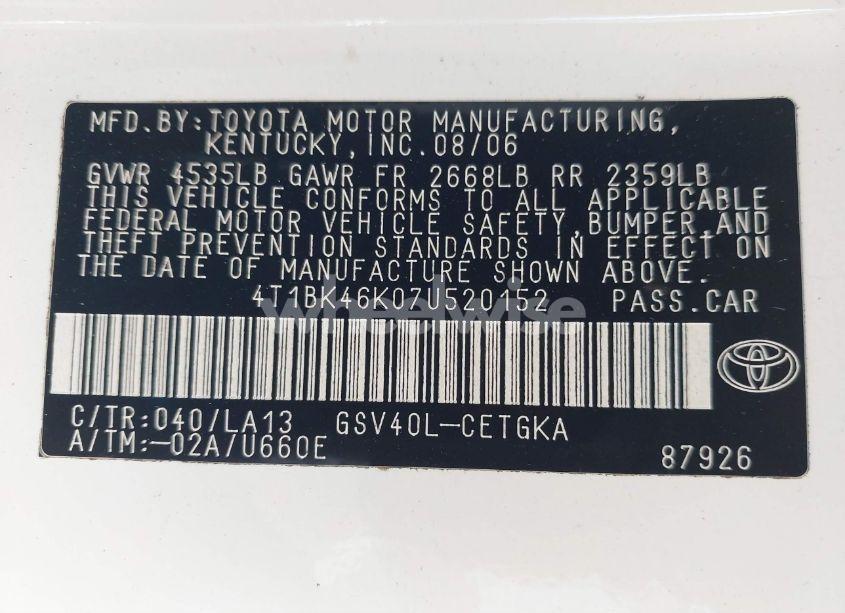 MFD.BY:TOYOTA MOTOR MANUFACTURING,
KENTUCKY,INC.08/06
GVWR 4535LB GAWR FR 2668LB RR 2359LB
THIS VEHICLE CONFORMS TO ALL APPLICABLE
FEDERAL MOTOR VEHICLE SAFETY,BUMPER,AND
THEFT PREVENTION STANDARDS IN EFFECT ON
THE DATE OF MANUFACTURE SHOWN ABOVE.
4T1BK46K07U520152 PASS.CAR
wheelwise
C/TR:040/LA13 GSV40L-CETGKA
A/TM:-02A/U660E
87926